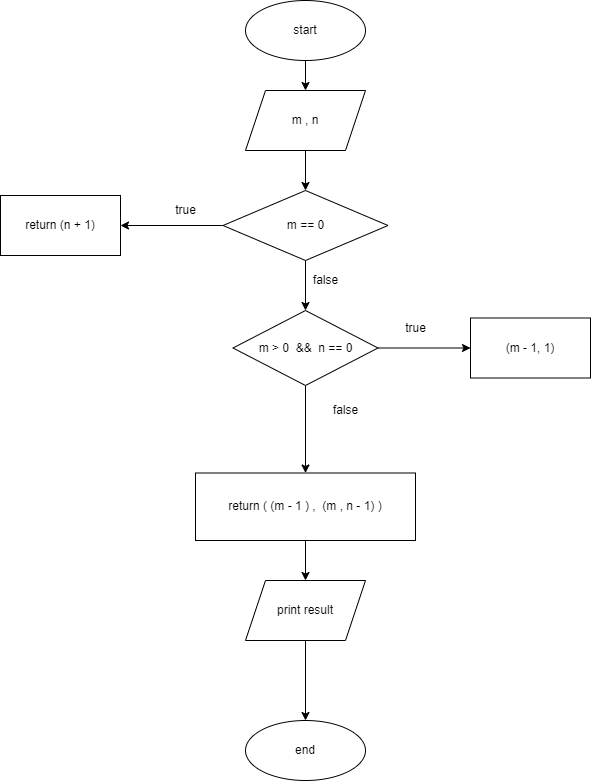 start
m , n
true
return (n + 1)
m == 0
false
true
m > 0 && n == 0
(m - 1, 1)
false
return ( (m - 1 ) , (m , n - 1) )
print result
end